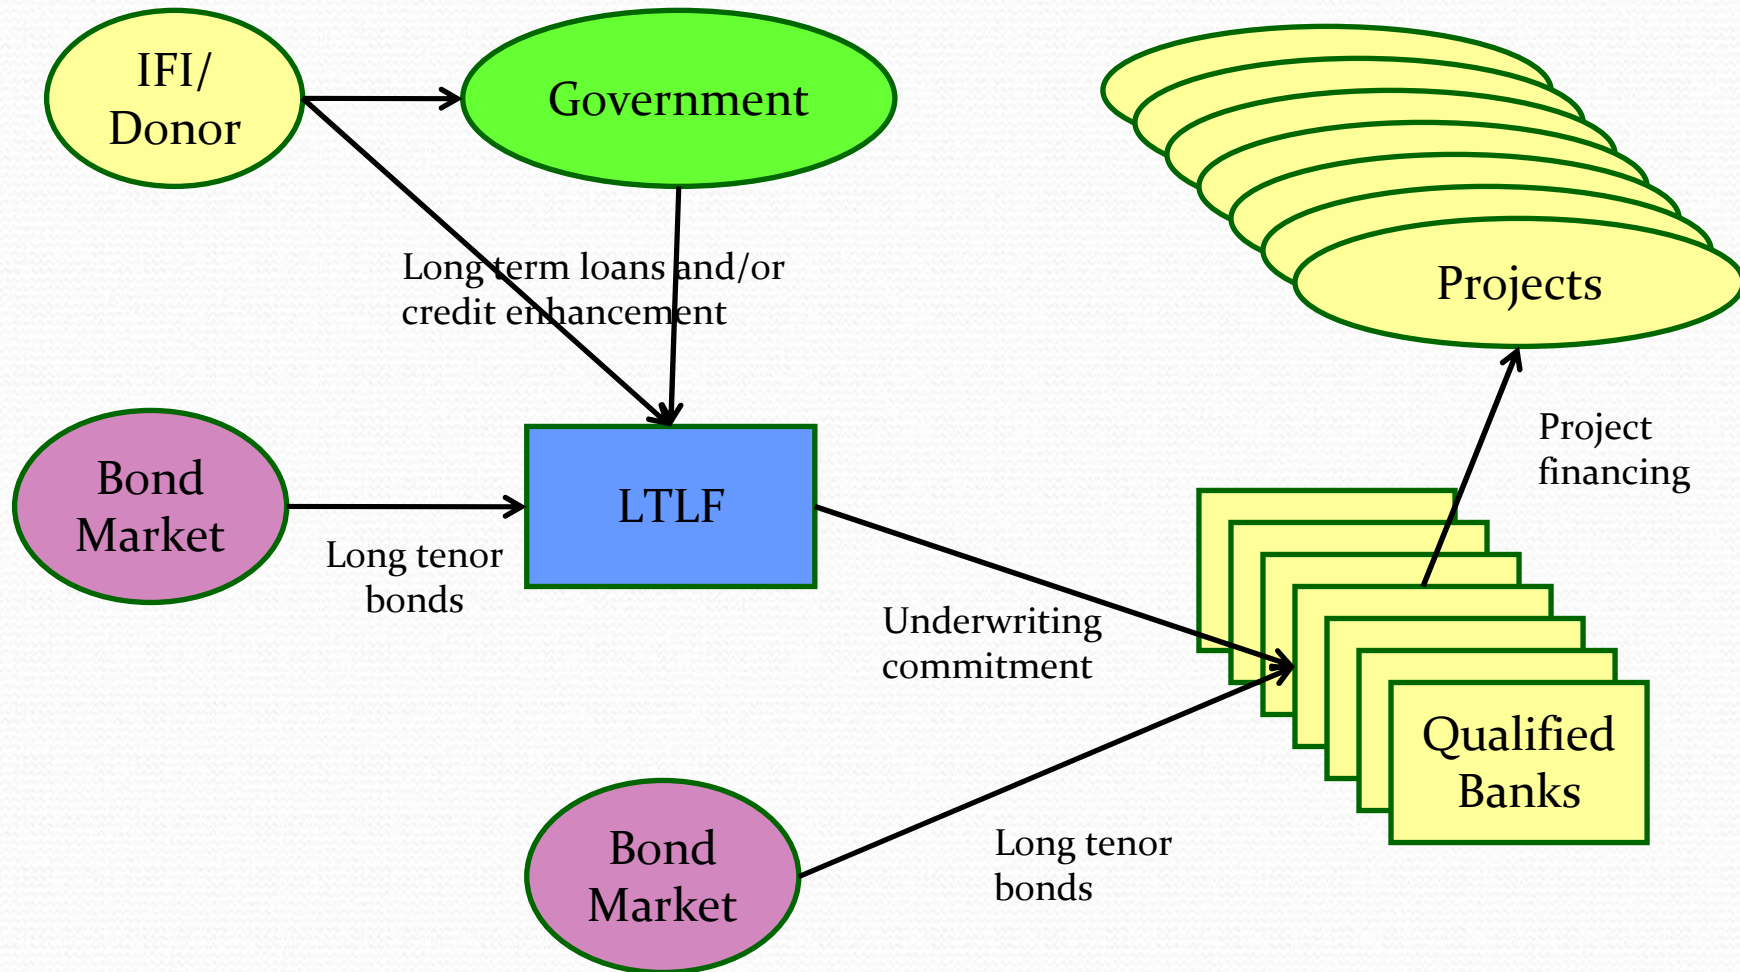 IFI/
Donor
Government
Long term loans and/or
credit enhancement
Projects
Bond
Market
Long tenor
bonds
LTLF
Project
financing
Underwriting
commitment
Qualified
Banks
Bond
Market
Long tenor
bonds